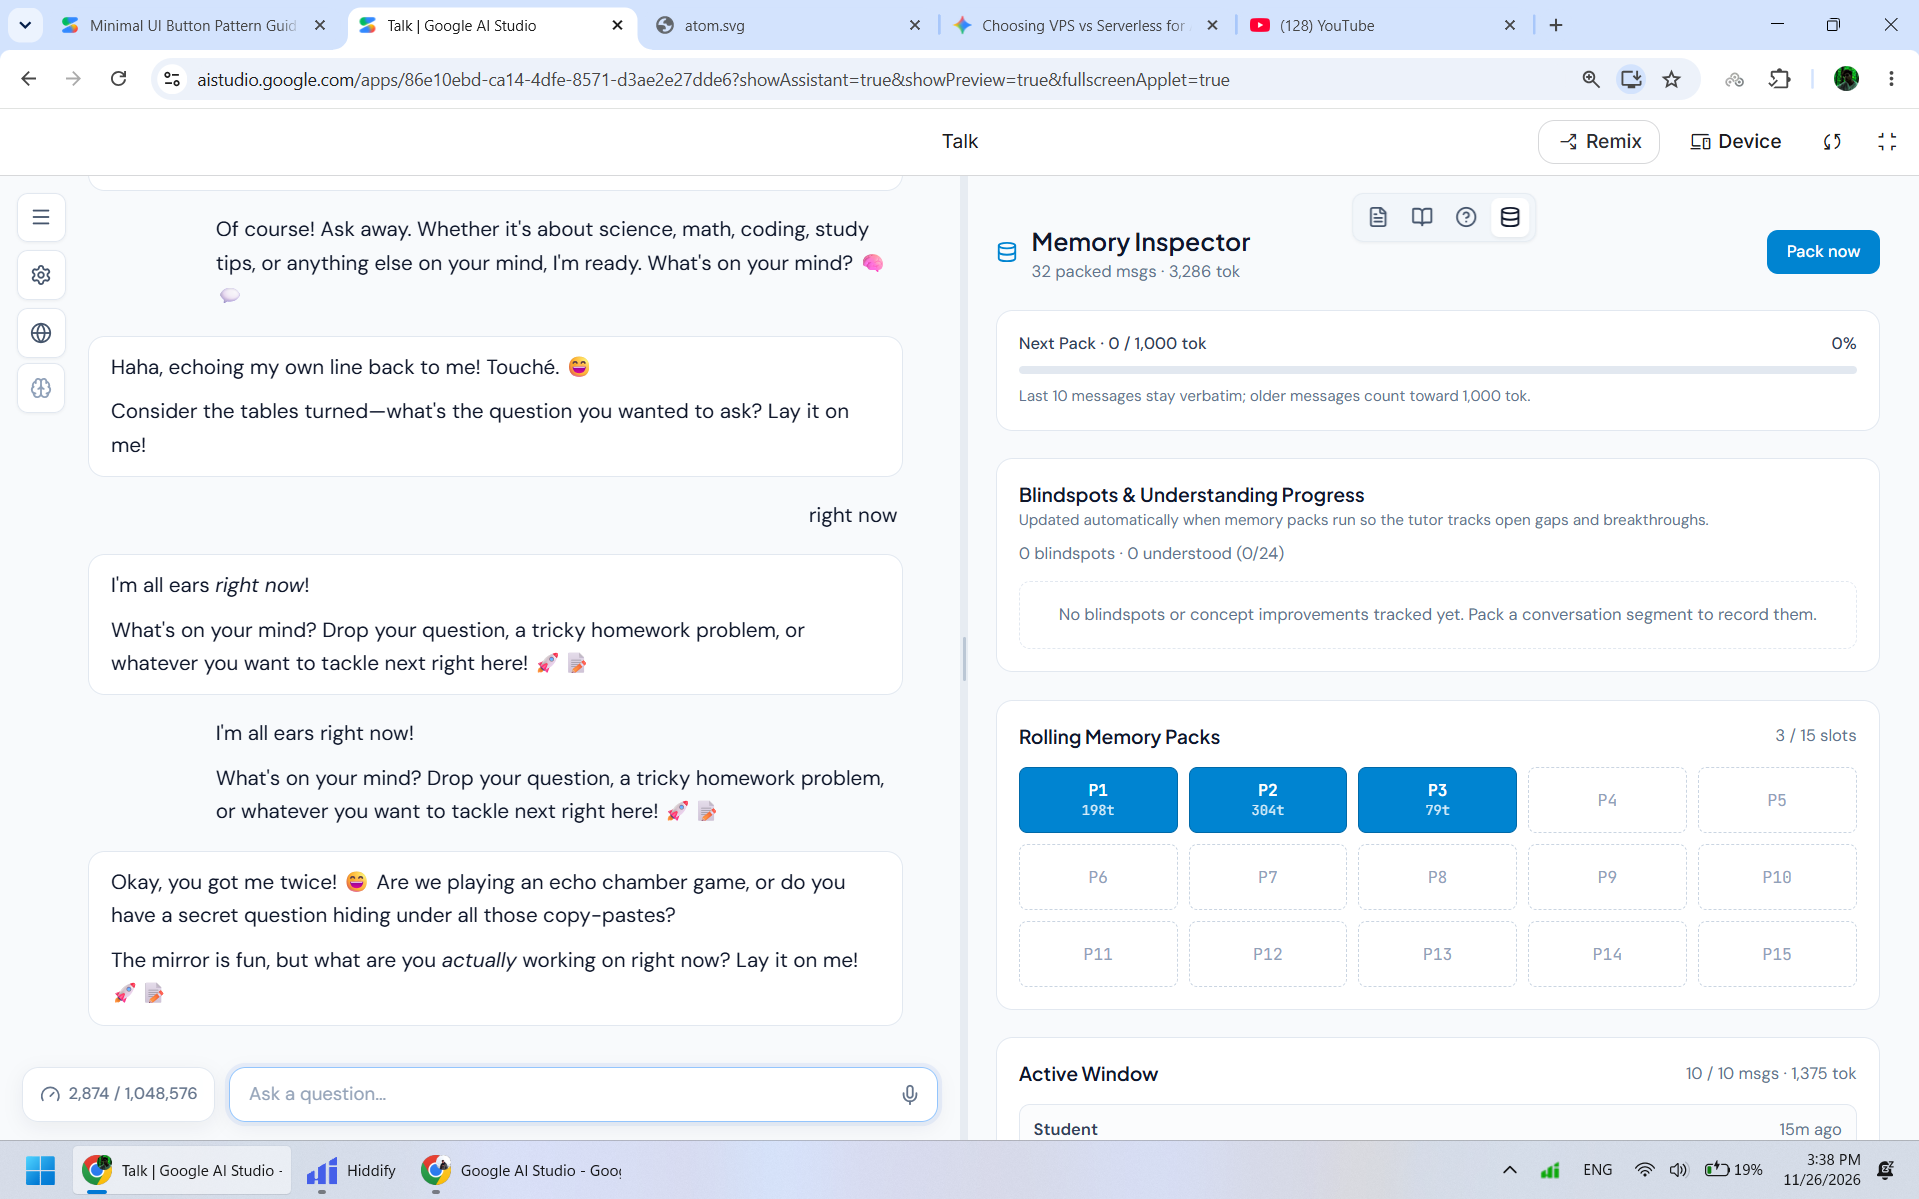 Minimal UI Button Pattern Guid
Talk | Google AI Studio
atom.svg
Choosing VPS vs Serverless for
(128) YouTube
aistudio.google.com/apps/86e10ebd-ca14-4dfe-8571-d3ae2e27dde6?showAssistant=true&showPreview=true&fullscreenApplet=true
Talk
Remix
Device
Of course! Ask away. Whether it's about science, math, coding, study
tips, or anything else on your mind, I'm ready. What's on your mind? 🧠
💬
Haha, echoing my own line back to me! Touché. 😄
Consider the tables turned—what's the question you wanted to ask? Lay it on
me!
right now
I'm all ears right now!
What's on your mind? Drop your question, a tricky homework problem, or
whatever you want to tackle next right here! 🚀 📝
I'm all ears right now!
What's on your mind? Drop your question, a tricky homework problem,
or whatever you want to tackle next right here! 🚀 📝
Okay, you got me twice! 😄 Are we playing an echo chamber game, or do you
have a secret question hiding under all those copy-pastes?
The mirror is fun, but what are you actually working on right now? Lay it on me!
🚀 📝
2,874 / 1,048,576
Ask a question...
Memory Inspector
32 packed msgs · 3,286 tok
Pack now
Next Pack · 0 / 1,000 tok
0%
Last 10 messages stay verbatim; older messages count toward 1,000 tok.
Blindspots & Understanding Progress
Updated automatically when memory packs run so the tutor tracks open gaps and breakthroughs.
0 blindspots · 0 understood (0/24)
No blindspots or concept improvements tracked yet. Pack a conversation segment to record them.
Rolling Memory Packs
3 / 15 slots
P1
198t
P2
304t
P3
79t
P4
P5
P6
P7
P8
P9
P10
P11
P12
P13
P14
P15
Active Window
10 / 10 msgs · 1,375 tok
Student
15m ago
Talk | Google AI Studio -
Hiddify
Google AI Studio - Goo
ENG
19%
3:38 PM
11/26/2026